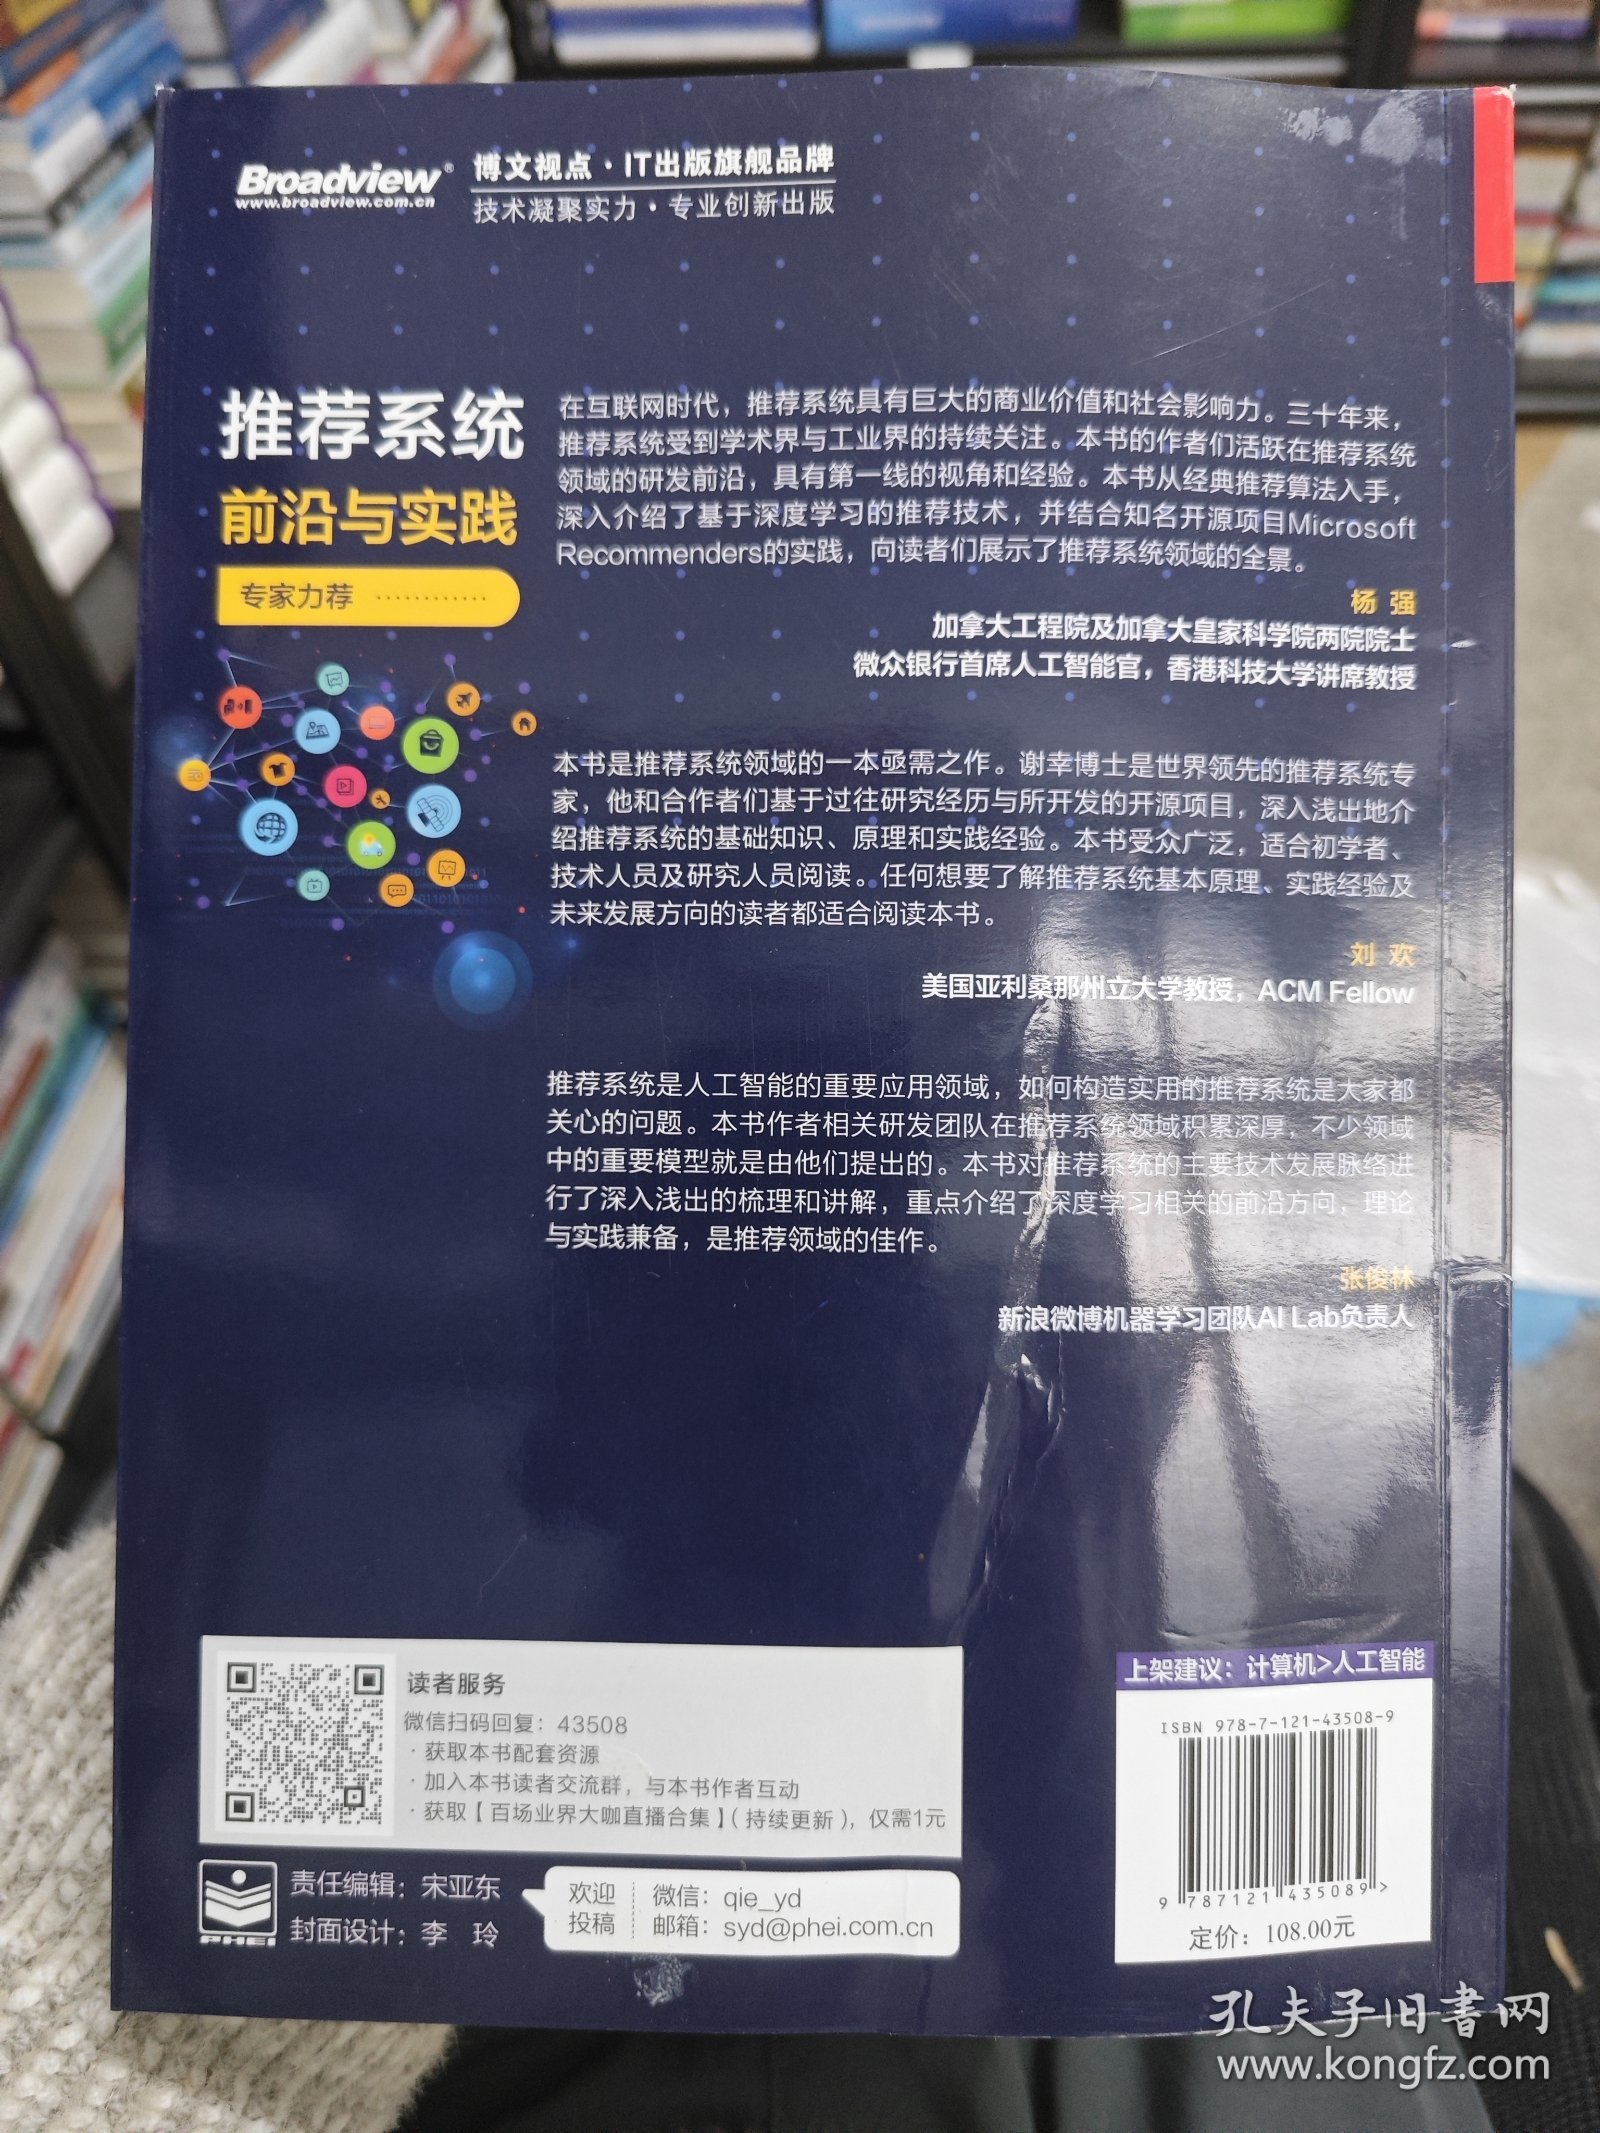 Broadview®
www.broadview.com.cn
博文视点·IT出版旗舰品牌
技术凝聚实力·专业创新出版
推荐系统
前沿与实践
专家力荐 …………
在互联网时代，推荐系统具有巨大的商业价值和社会影响力。三十年来，
推荐系统受到学术界与工业界的持续关注。本书的作者们活跃在推荐系统
领域的研发前沿，具有第一线的视角和经验。本书从经典推荐算法入手，
深入介绍了基于深度学习的推荐技术，并结合知名开源项目Microsoft
Recommenders的实践，向读者们展示了推荐系统领域的全景。
杨 强
加拿大工程院及加拿大皇家科学院两院院士
微众银行首席人工智能官，香港科技大学讲席教授
本书是推荐系统领域的一本亟需之作。谢幸博士是世界领先的推荐系统专
家，他和合作者们基于过往研究经历与所开发的开源项目，深入浅出地介
绍推荐系统的基础知识、原理和实践经验。本书受众广泛，适合初学者、
技术人员及研究人员阅读。任何想要了解推荐系统基本原理、实践经验及
未来发展方向的读者都适合阅读本书。
刘 欢
美国亚利桑那州立大学教授，ACM Fellow
推荐系统是人工智能的重要应用领域，如何构造实用的推荐系统是大家都
关心的问题。本书作者相关研发团队在推荐系统领域积累深厚，不少领域
中的重要模型就是由他们提出的。本书对推荐系统的主要技术发展脉络进
行了深入浅出的梳理和讲解，重点介绍了深度学习相关的前沿方向，理论
与实践兼备，是推荐领域的佳作。
张俊林
新浪微博机器学习团队AI Lab负责人
读者服务
微信扫码回复：43508
·获取本书配套资源
·加入本书读者交流群，与本书作者互动
·获取【百场业界大咖直播合集】(持续更新)，仅需1元
PHEI
责任编辑：宋亚东
封面设计：李 玲
欢迎
投稿
微信：qie_yd
邮箱：syd@phei.com.cn
上架建议：计算机>人工智能
ISBN 978-7-121-43508-9
9 787121 435089 >
定价：108.00元
孔夫子旧书网
www.kongfz.com